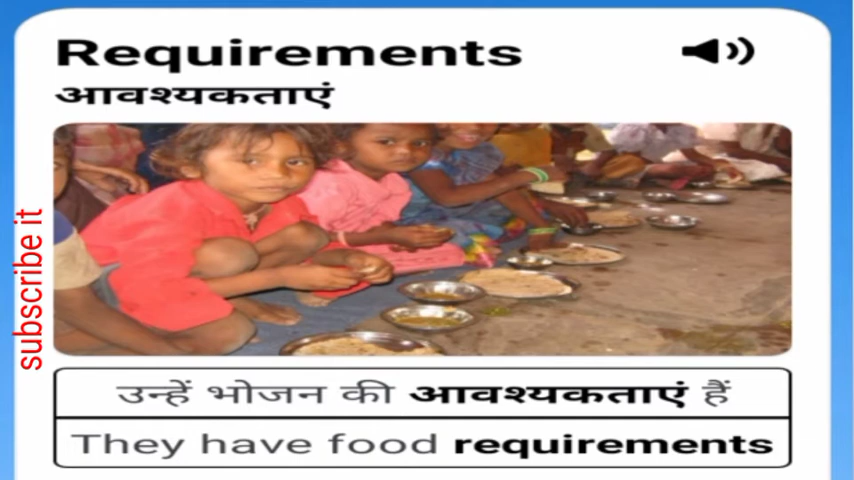 Requirements
आवश्यकताएं
subscribe it
उन्हें भोजन की आवश्यकताएं हैं
They have food requirements